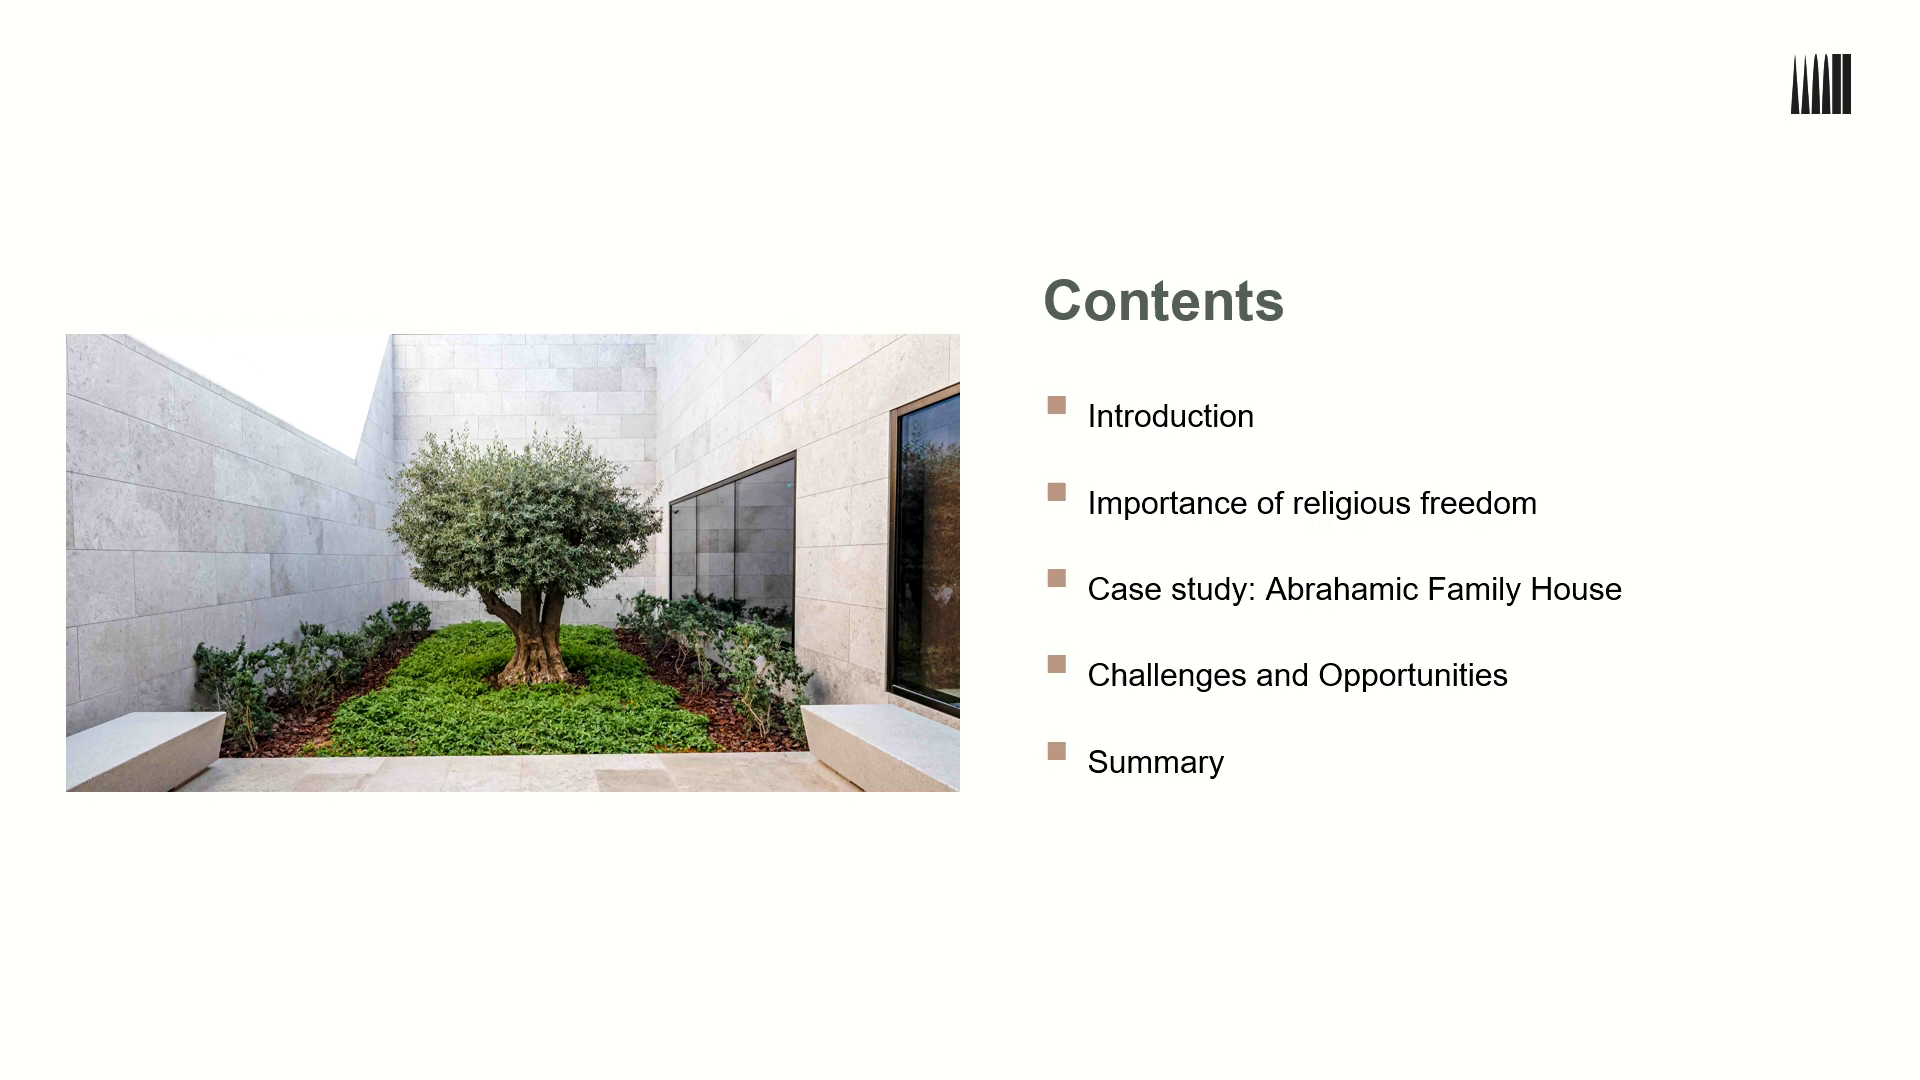 Contents
Introduction
Importance of religious freedom
Case study: Abrahamic Family House
Challenges and Opportunities
Summary